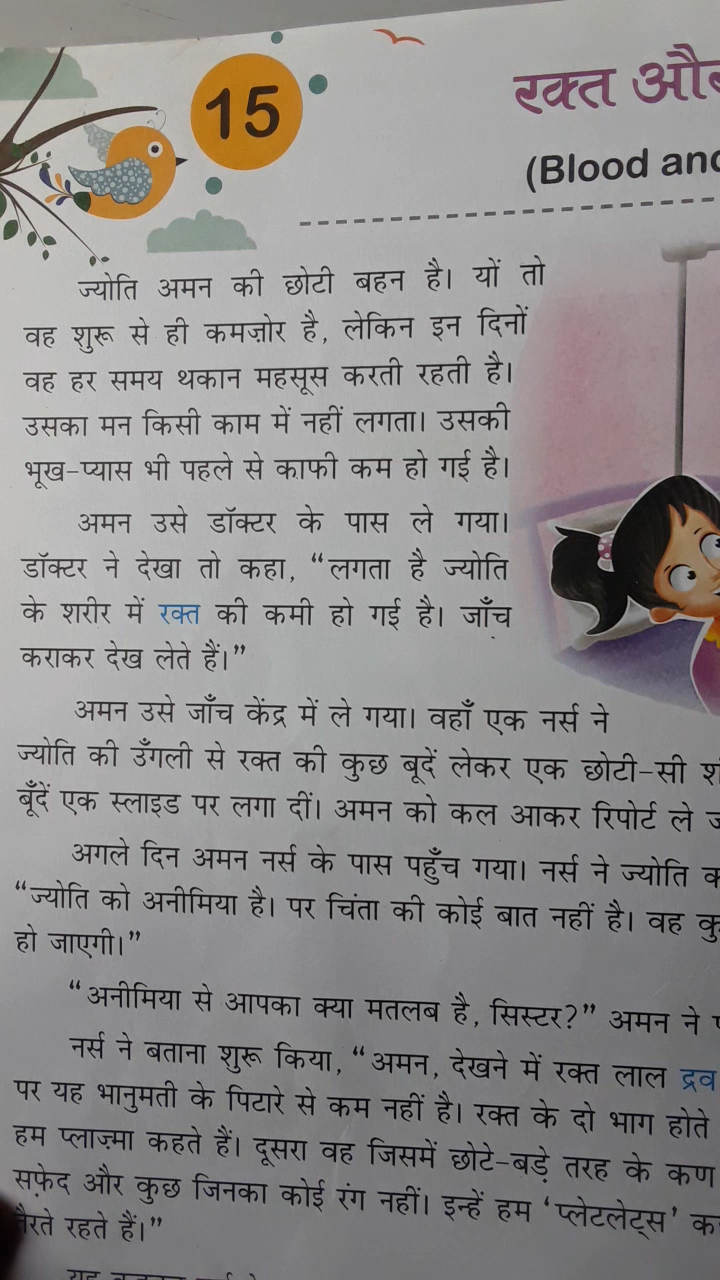 15
रक्त
(Blood
ज्योति अमन की छोटी बहन है। यों तो
वह शुरू से ही कमज़ोर है, लेकिन इन दिनों
वह हर समय थकान महसूस करती रहती है।
उसका मन किसी काम में नहीं लगता। उसकी
भूख-प्यास भी पहले से काफी कम हो गई है।
अमन उसे डॉक्टर के पास ले गया।
डॉक्टर ने देखा तो कहा, “लगता है ज्योति
के शरीर में रक्त की कमी हो गई है। जाँच
कराकर देख लेते हैं।”
अमन उसे जाँच केंद्र में ले गया। वहाँ एक नर्स ने
ज्योति की उँगली से रक्त की कुछ बूदें लेकर एक छोटी-सी
बूँदें एक स्लाइड पर लगा दीं। अमन को कल आकर रिपोर्ट ले
अगले दिन अमन नर्स के पास पहुँच गया। नर्स ने ज्योति
“ज्योति को अनीमिया है। पर चिंता की कोई बात नहीं है। वह
हो जाएगी।”
“अनीमिया से आपका क्या मतलब है, सिस्टर?” अमन ने
नर्स ने बताना शुरू किया, “अमन, देखने में रक्त लाल द्रव
पर यह भानुमती के पिटारे से कम नहीं है। रक्त के दो भाग होते
हम प्लाज़्मा कहते हैं। दूसरा वह जिसमें छोटे-बड़े तरह के कण
सफ़ेद और कुछ जिनका कोई रंग नहीं। इन्हें हम ‘प्लेटलेट्स’
रहते हैं।”